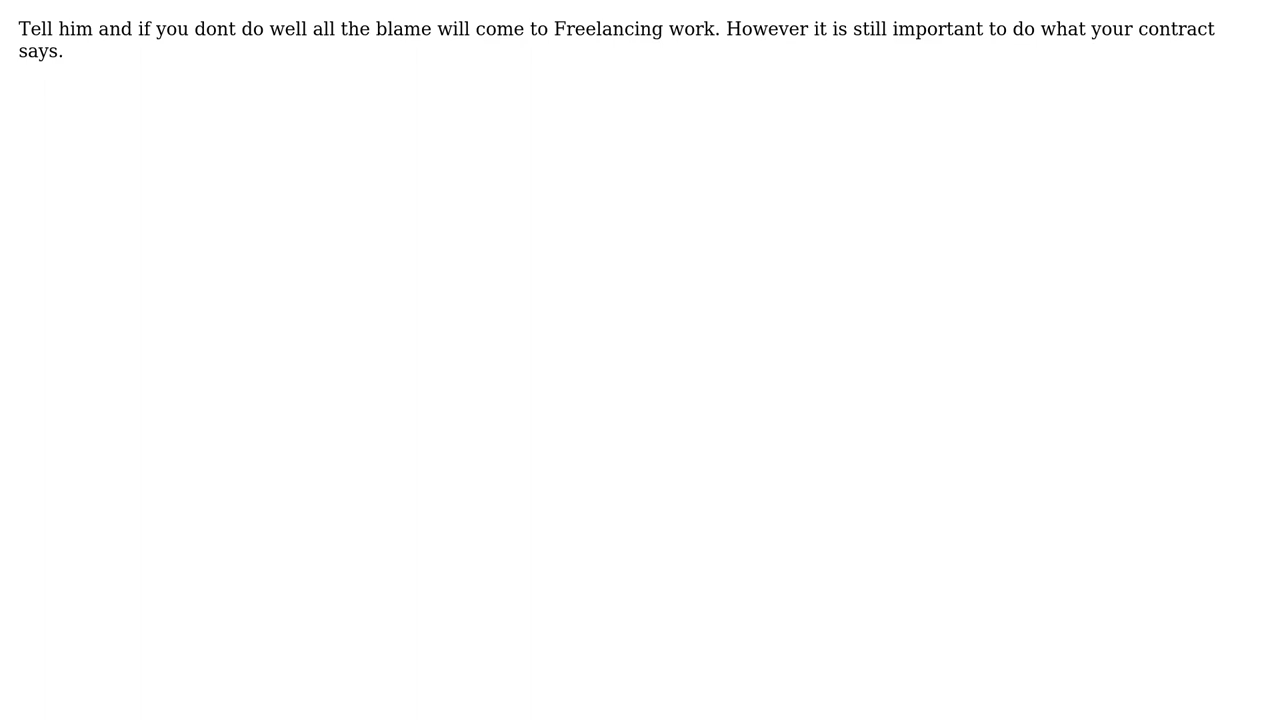 Tell him and if you dont do well all the blame will come to Freelancing work. However it is still important to do what your contract
says.